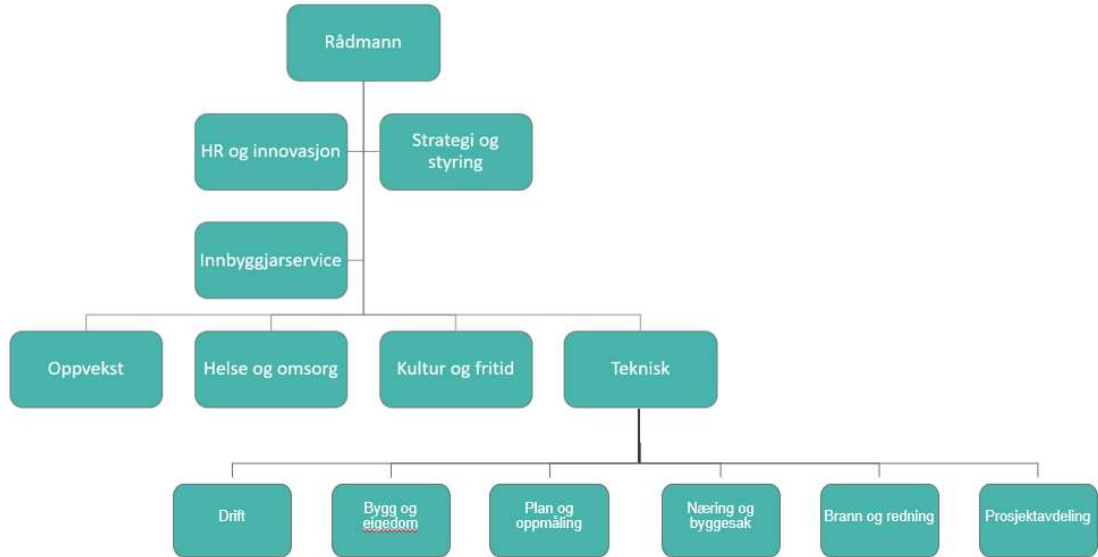 Rådmann
HR og innovasjon
Strategi og
styring
Innbyggjarservice
Oppvekst
Helse og omsorg
Kultur og fritid
Teknisk
Drift
Bygg og
eigedom
Plan og
oppmåling
Næring og
byggesak
Brann og redning
Prosjektavdeling